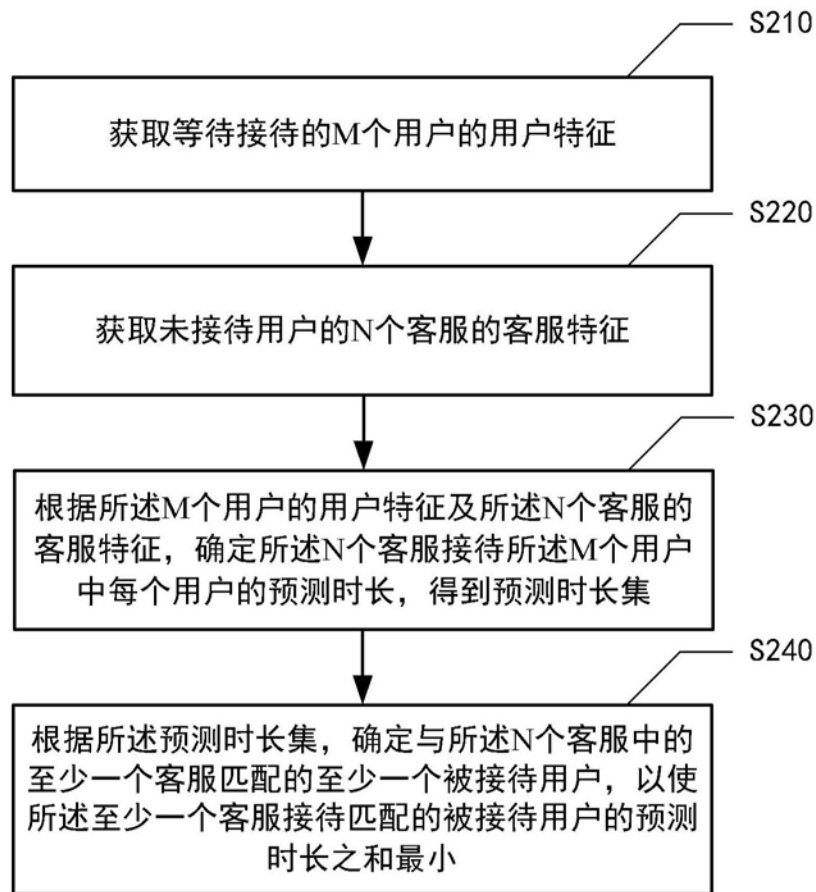 S210
获取等待接待的M个用户的用户特征
S220
获取未接待用户的N个客服的客服特征
S230
根据所述M个用户的用户特征及所述N个客服的
客服特征，确定所述N个客服接待所述M个用户
中每个用户的预测时长，得到预测时长集
S240
根据所述预测时长集，确定与所述N个客服中的
至少一个客服匹配的至少一个被接待用户，以使
所述至少一个客服接待匹配的被接待用户的预测
时长之和最小